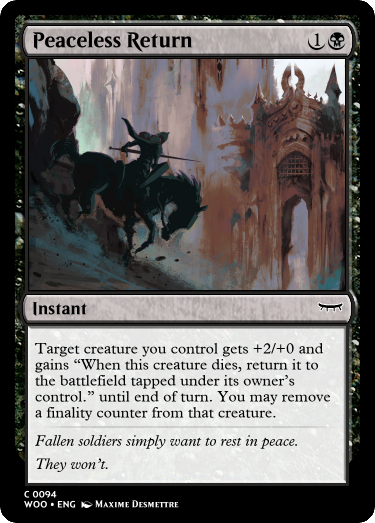 Peaceless Return 1
Instant
Target creature you control gets +2/+0 and
gains “When this creature dies, return it to
the battlefield tapped under its owner’s
control.” until end of turn. You may remove
a finality counter from that creature.
Fallen soldiers simply want to rest in peace.
They won’t.
C 0094
WOO • ENG Maxime Desmettre